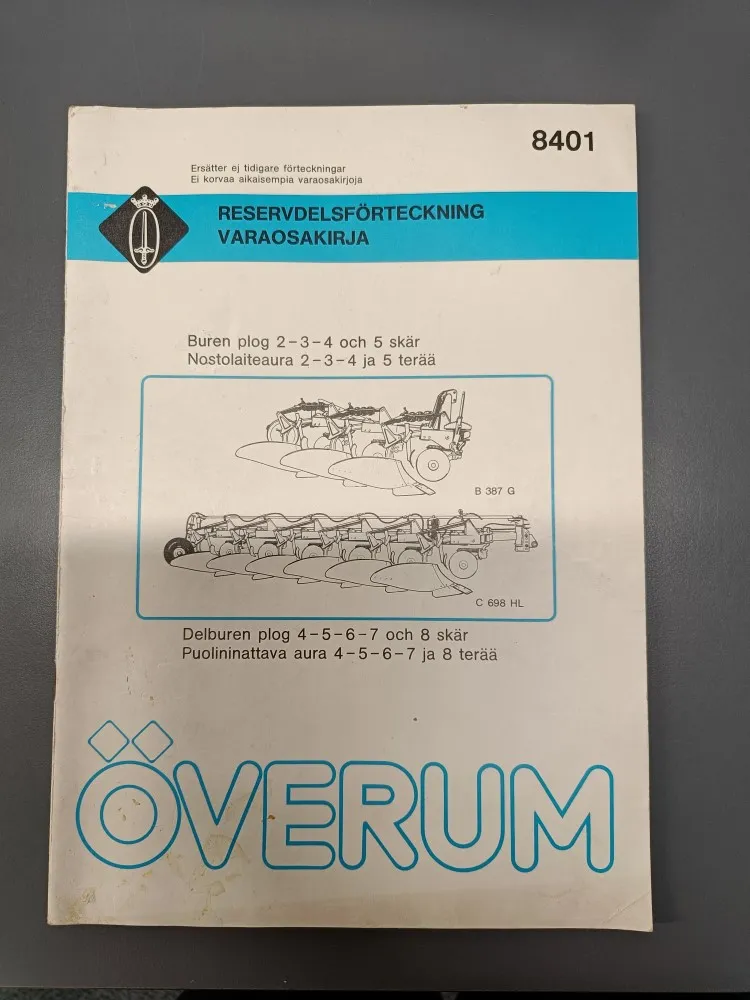 8401
Ersätter ej tidigare förteckningar
Ei korvaa aikaisempia varaosakirjoja
RESERVDELSFÖRTECKNING
VARAOSAKIRJA
Buren plog 2-3-4 och 5 skär
Nostolaiteaura 2-3-4 ja 5 terää
B 387 G
C 698 HL
Delburen plog 4-5-6-7 och 8 skär
Puolininattava aura 4-5-6-7 ja 8 terää
ÖVERUM